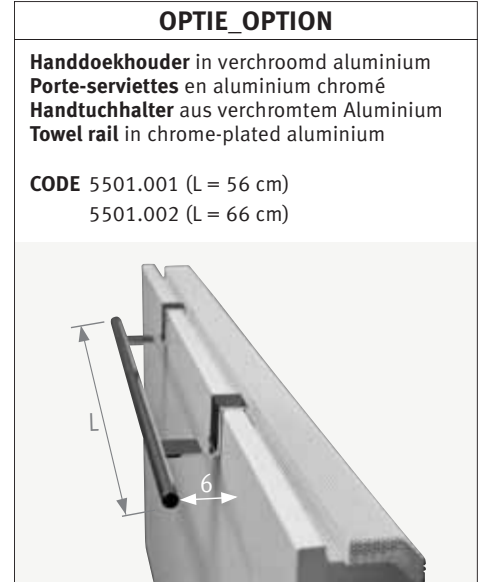 OPTIE_OPTION
Handdoekhouder in verchroomd aluminium
Porte-serviettes en aluminium chromé
Handtuchhalter aus verchromtem Aluminium
Towel rail in chrome-plated aluminium
CODE 5501.001 (L = 56 cm)
5501.002 (L = 66 cm)
L
6